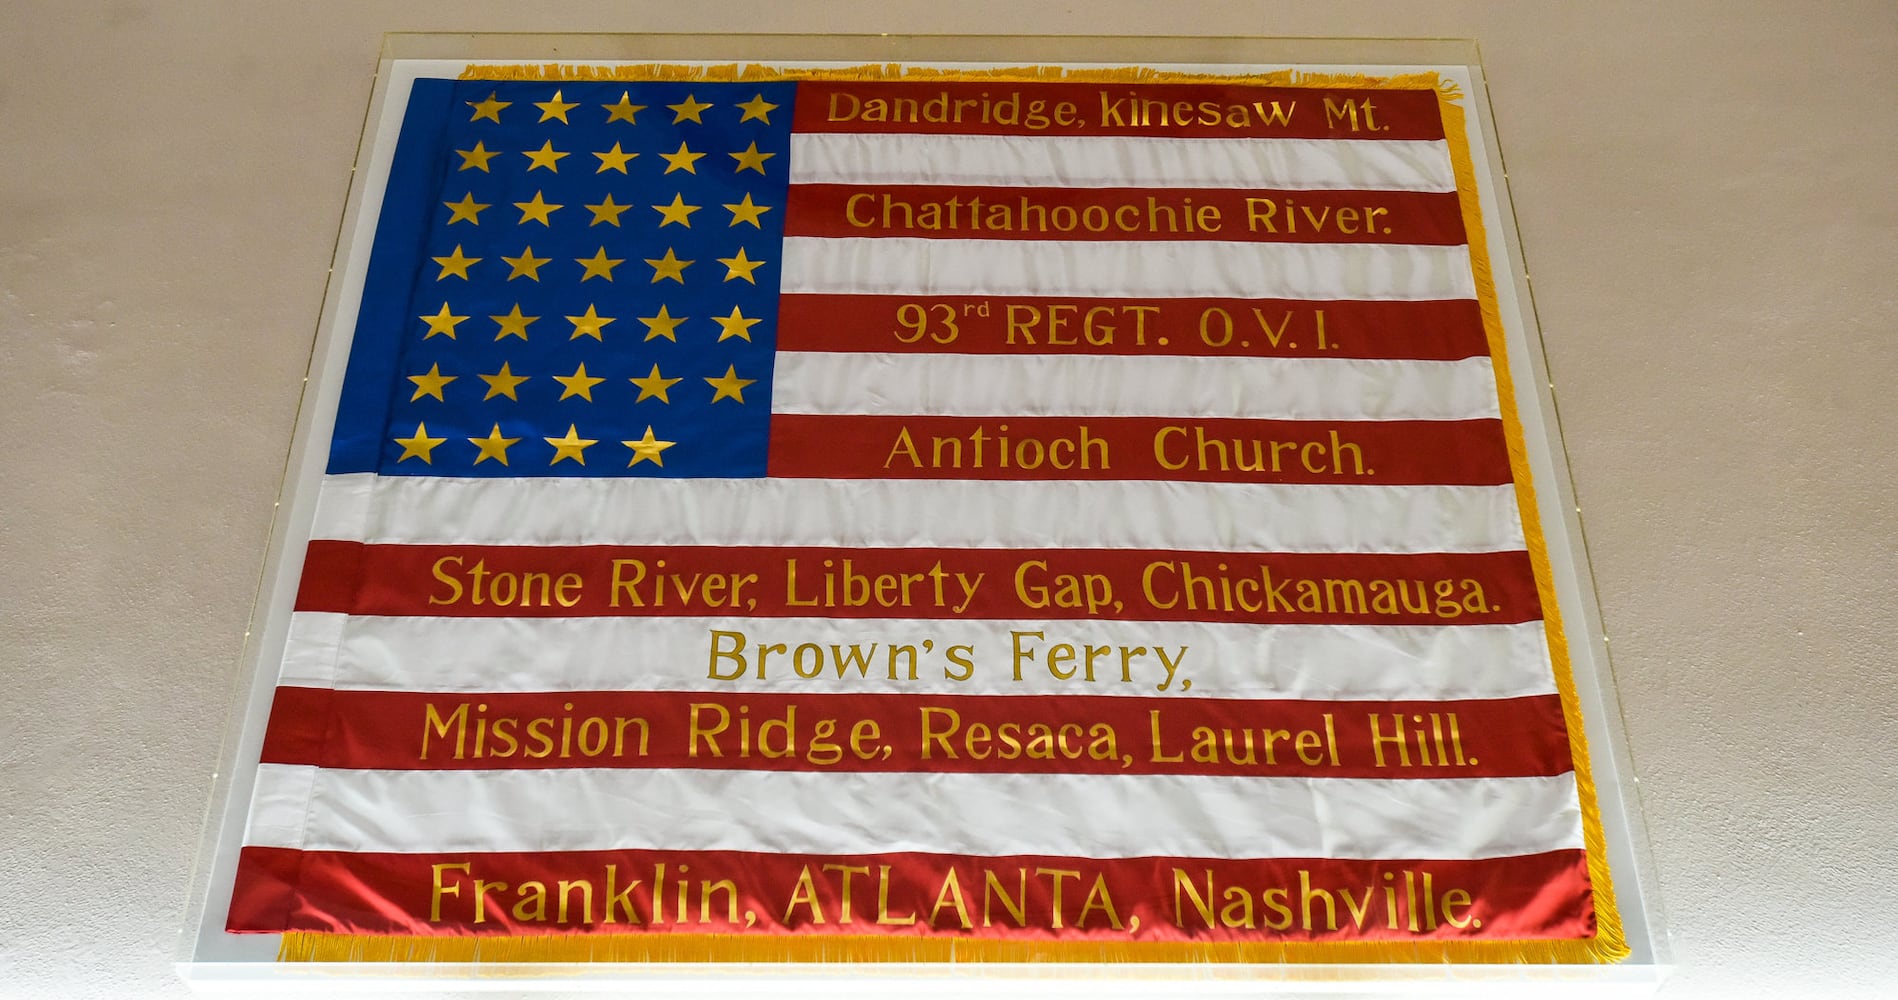 Dandridge, kinesaw Mt.
Chattahoochie River.
93rd REGT. O.V.I.
Antioch Church.
Stone River, Liberty Gap, Chickamauga.
Brown's Ferry,
Mission Ridge, Resaca, Laurel Hill.
Franklin, ATLANTA, Nashville.